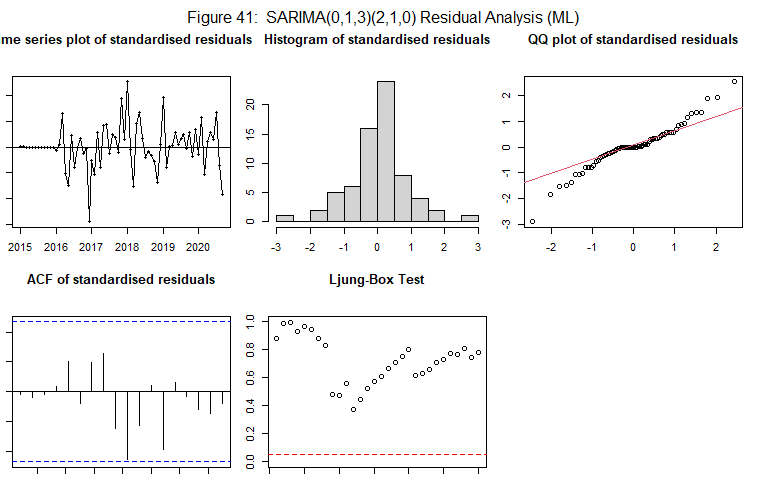 Figure 41: SARIMA(0,1,3)(2,1,0) Residual Analysis (ML)
ime series plot of standardised residuals
Histogram of standardised residuals
QQ plot of standardised residuals
2015 2016 2017 2018 2019 2020
0 5 10 15 20
-3 -2 -1 0 1 2 3
-3 -2 -1 0 1 2
-2 -1 0 1 2
ACF of standardised residuals
Ljung-Box Test
0.0 0.2 0.4 0.6 0.8 1.0